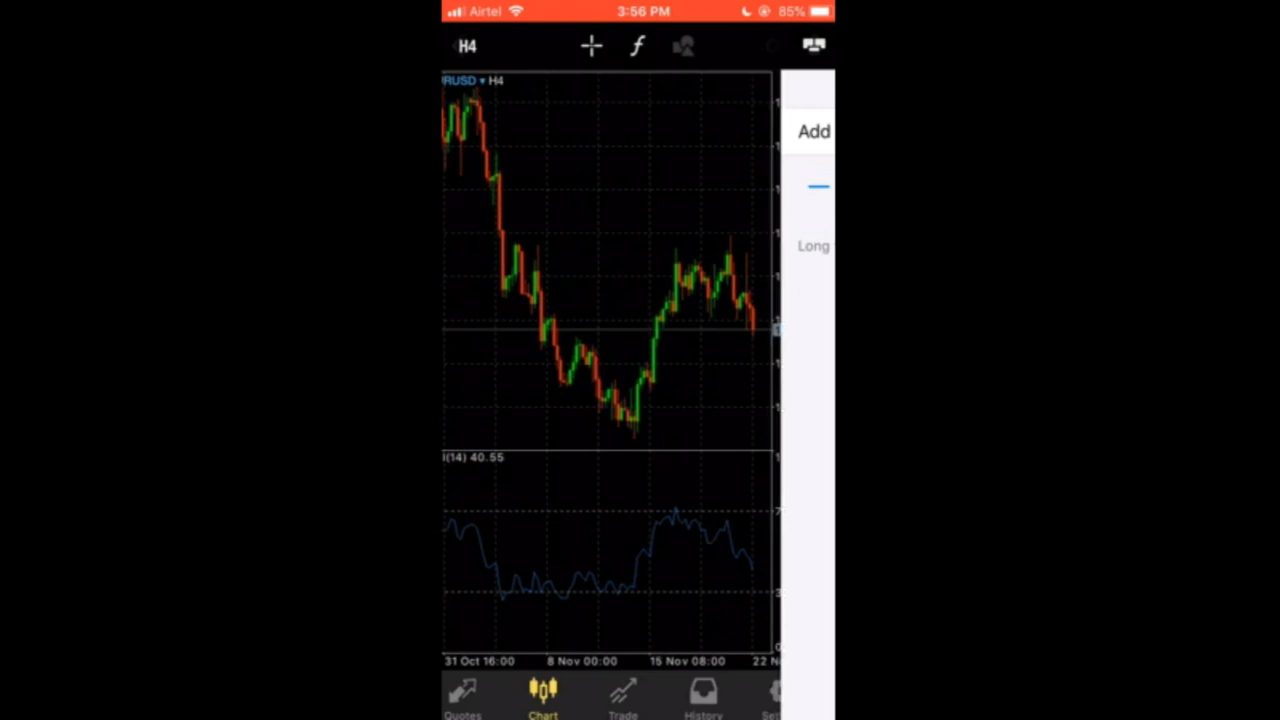 Airtel 3:56 PM 85%
H4
RUSD ▾ H4
Add
Long
(14) 40.55
31 Oct 16:00 8 Nov 00:00 15 Nov 08:00 22 N
Quotes Chart Trade History Set